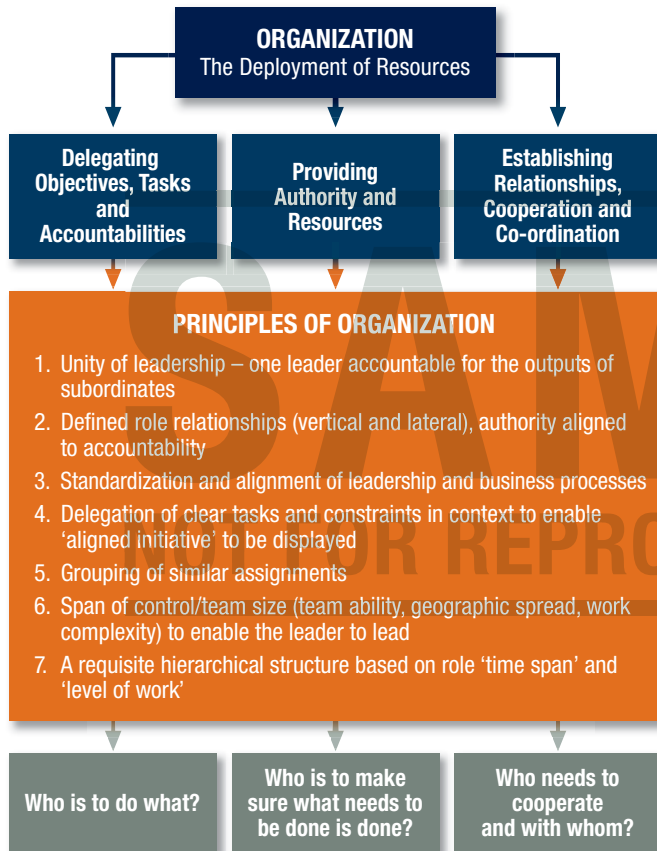 ORGANIZATION
The Deployment of Resources
Delegating
Objectives, Tasks
and
Accountabilities
Providing
Authority and
Resources
Establishing
Relationships,
Cooperation and
Co-ordination
PRINCIPLES OF ORGANIZATION
1. Unity of leadership – one leader accountable for the outputs of
subordinates
2. Defined role relationships (vertical and lateral), authority aligned
to accountability
3. Standardization and alignment of leadership and business processes
4. Delegation of clear tasks and constraints in context to enable
‘aligned initiative’ to be displayed
5. Grouping of similar assignments
6. Span of control/team size (team ability, geographic spread, work
complexity) to enable the leader to lead
7. A requisite hierarchical structure based on role ‘time span’ and
‘level of work’
Who is to do what?
Who is to make
sure what needs to
be done is done?
Who needs to
cooperate
and with whom?
SAM
NOT FOR REPRO